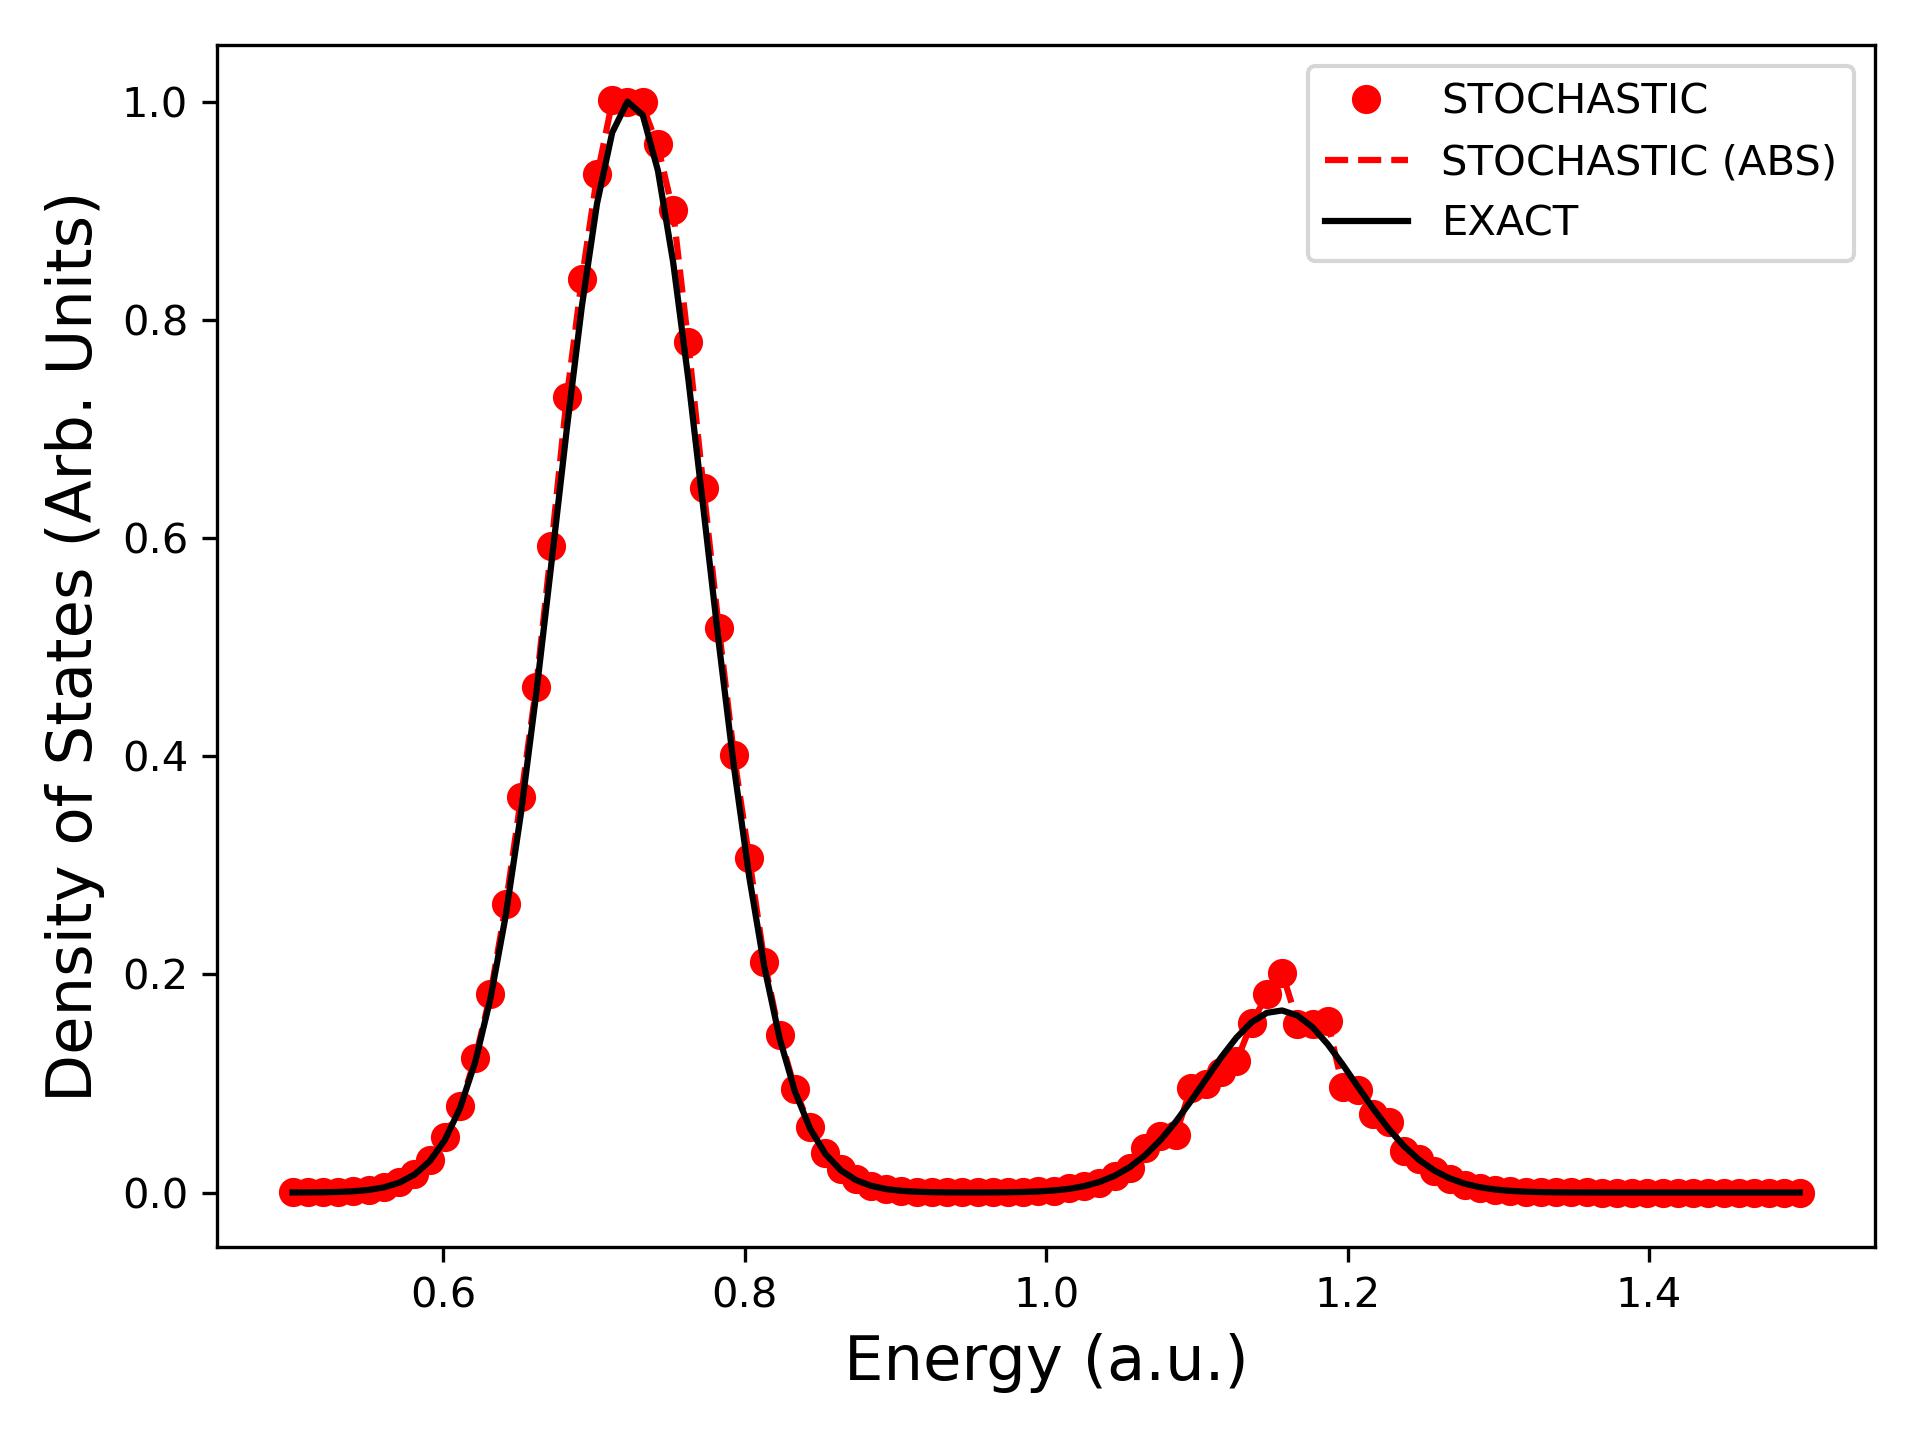 STOCHASTIC
STOCHASTIC (ABS)
EXACT
Density of States (Arb. Units)
1.0
0.8
0.6
0.4
0.2
0.0
0.6 0.8 1.0 1.2 1.4
Energy (a.u.)